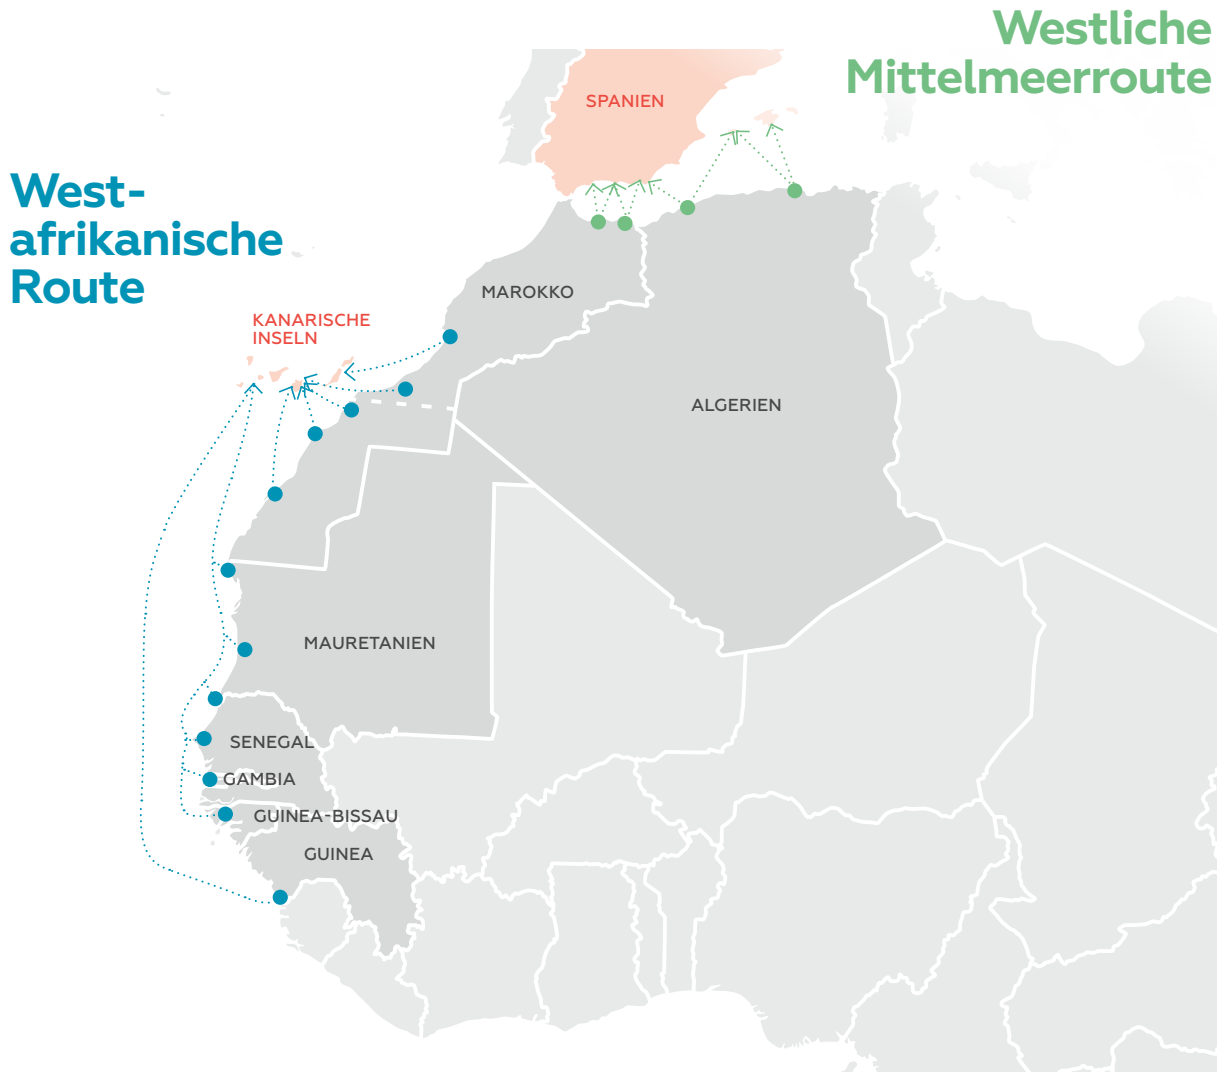 Westliche
Mittelmeerroute
SPANIEN
West-
afrikanische
Route
MAROKKO
KANARISCHE
INSELN
ALGERIEN
MAURETANIEN
SENEGAL
GAMBIA
GUINEA-BISSAU
GUINEA